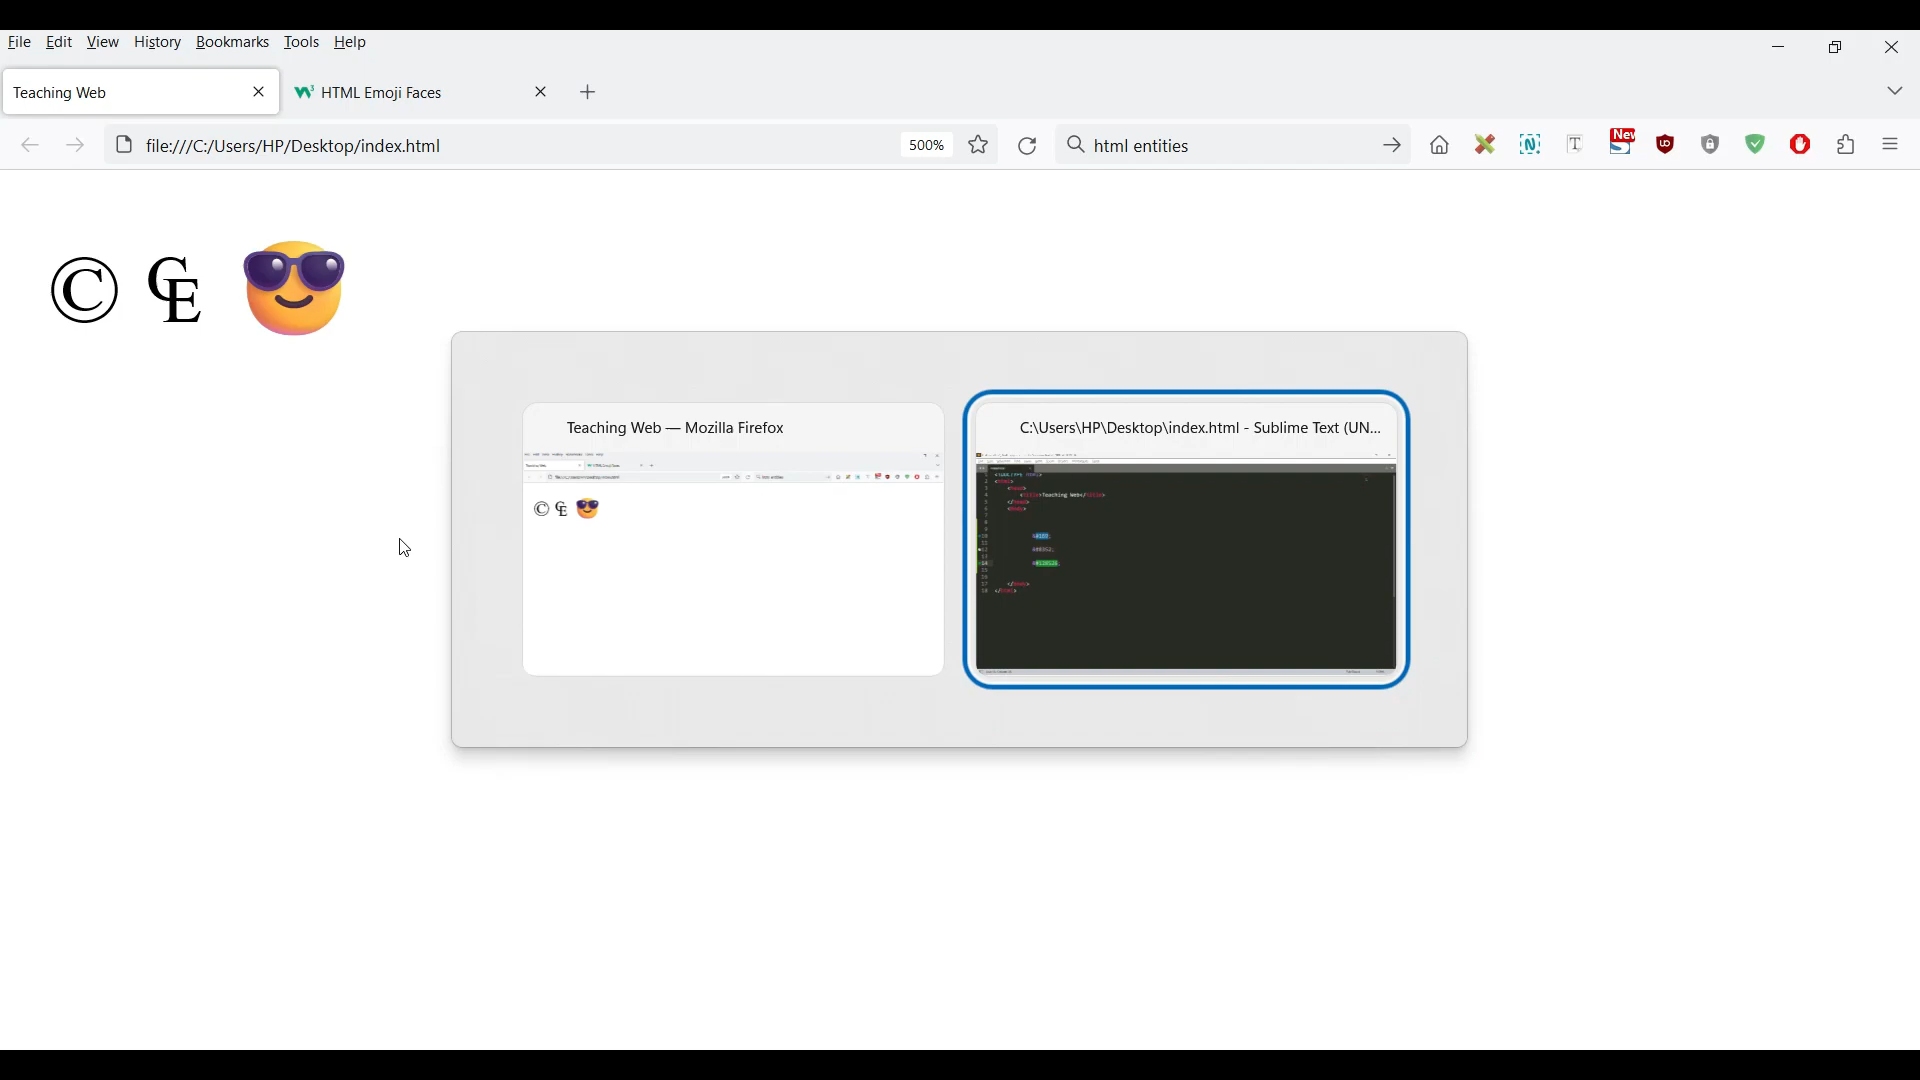 File Edit View History Bookmarks Tools Help
Teaching Web
HTML Emoji Faces
file:///C:/Users/HP/Desktop/index.html
500%
html entities
New
© ₠ 😎
Teaching Web — Mozilla Firefox
C:\Users\HP\Desktop\index.html - Sublime Text (UN...